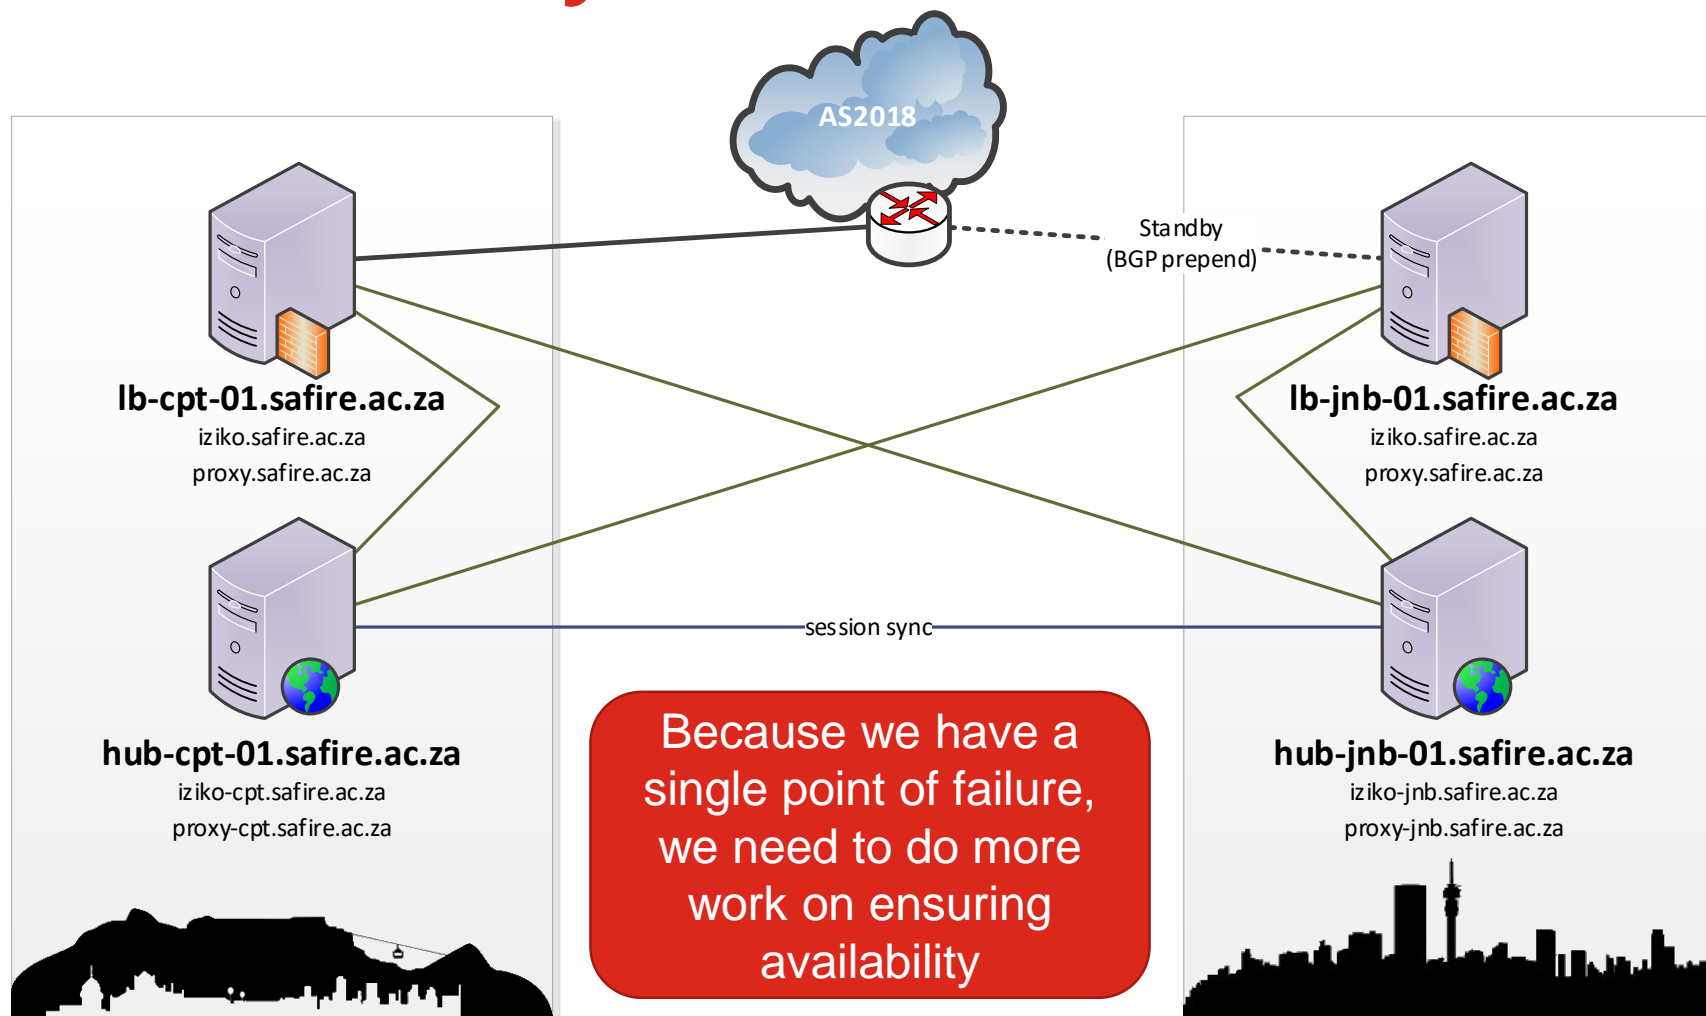 AS2018
Standby
(BGP prepend)
lb-cpt-01.safire.ac.za
iziko.safire.ac.za
proxy.safire.ac.za
lb-jnb-01.safire.ac.za
iziko.safire.ac.za
proxy.safire.ac.za
session sync
hub-cpt-01.safire.ac.za
iziko-cpt.safire.ac.za
proxy-cpt.safire.ac.za
Because we have a
single point of failure,
we need to do more
work on ensuring
availability
hub-jnb-01.safire.ac.za
iziko-jnb.safire.ac.za
proxy-jnb.safire.ac.za